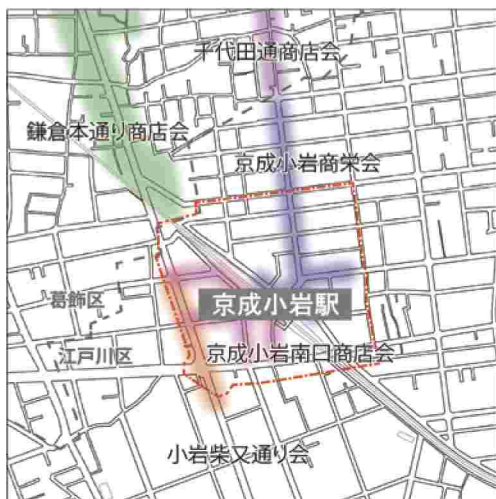 千代田通商店会
鎌倉本通り商店会
京成小岩商栄会
葛飾区
京成小岩駅
江戸川区
京成小岩南口商店会
小岩柴又通り会